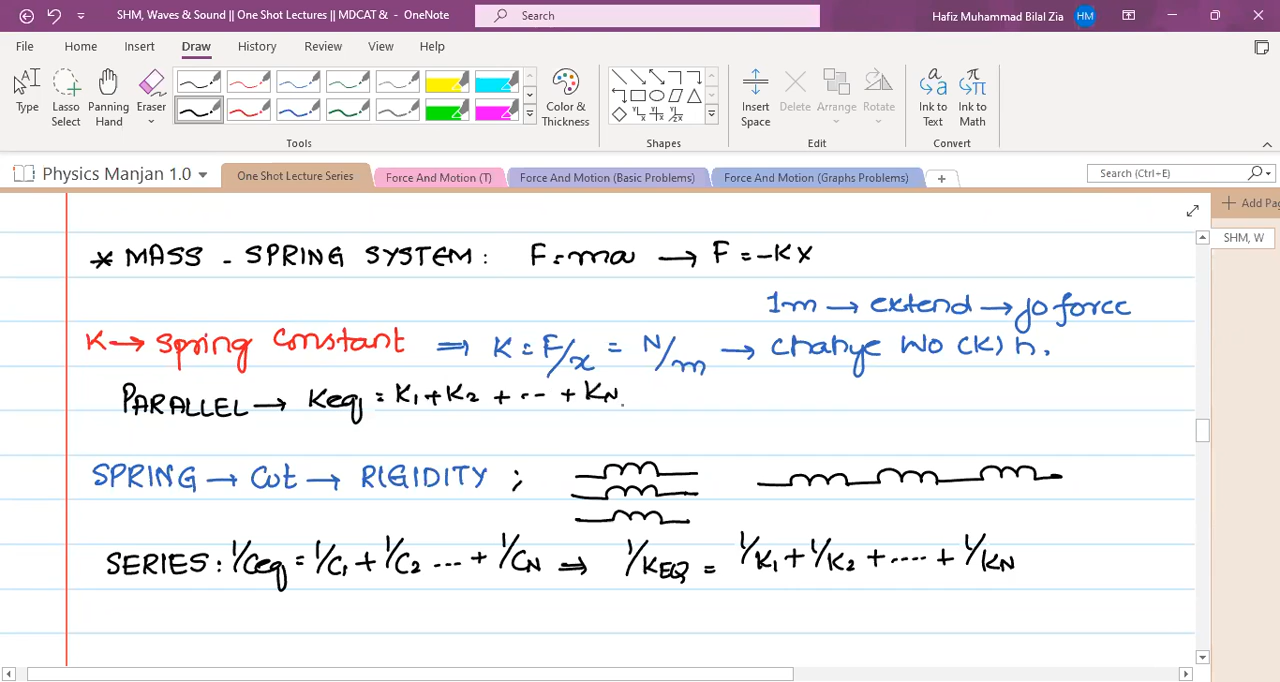 SHM, Waves & Sound || One Shot Lectures || MDCAT & - OneNote
Search
Hafiz Muhammad Bilal Zia
HM
File Home Insert Draw History Review View Help
Type
Lasso Select
Panning Hand
Eraser
Color & Thickness
Insert Space
Delete
Arrange
Rotate
Ink to Text
Ink to Math
Tools Shapes Edit Convert
Physics Manjan 1.0
One Shot Lecture Series
Force And Motion (T)
Force And Motion (Basic Problems)
Force And Motion (Graphs Problems)
Search (Ctrl+E)
Add Pag
SHM, W
* MASS - SPRING SYSTEM : F = ma → F = -Kx
1m → extend → jo force
K → Spring Constant ⇒ K = F/x = N/m → chahye wo (K) h.
PARALLEL → Keq = K1 + K2 + ... + KN
SPRING → Cut → RIGIDITY ;
SERIES : 1/Ceq = 1/C1 + 1/C2 ... + 1/CN ⇒ 1/KEQ = 1/K1 + 1/K2 + .... + 1/KN